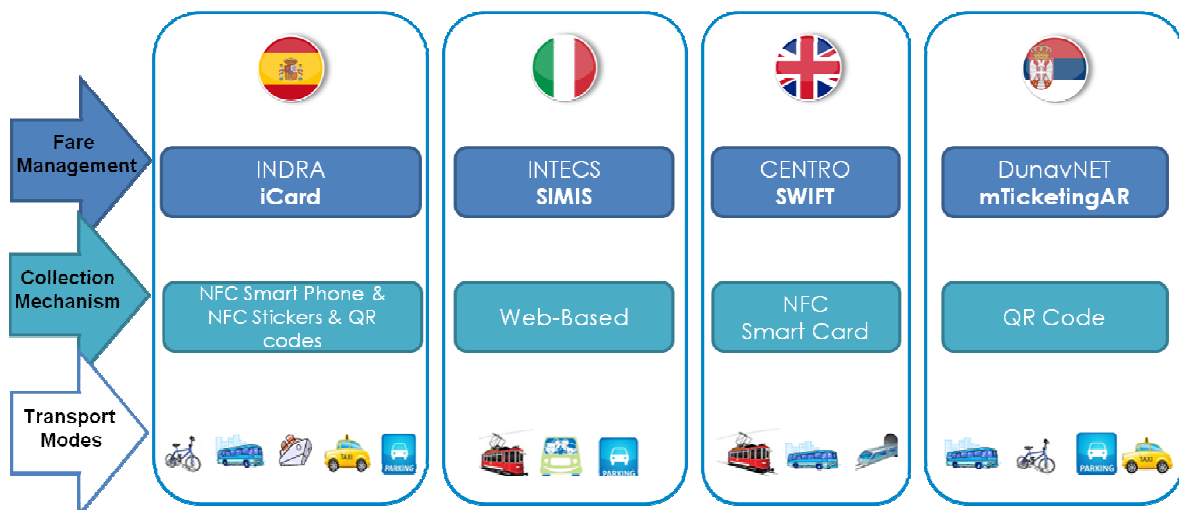 Fare
Management
INDRA
iCard
INTECS
SIMIS
CENTRO
SWIFT
DunavNET
mTicketingAR
Collection
Mechanism
NFC Smart Phone &
NFC Stickers & QR
codes
Web-Based
NFC
Smart Card
QR Code
Transport
Modes
TAXI
PARKING
PARKING
PARKING
TAXI